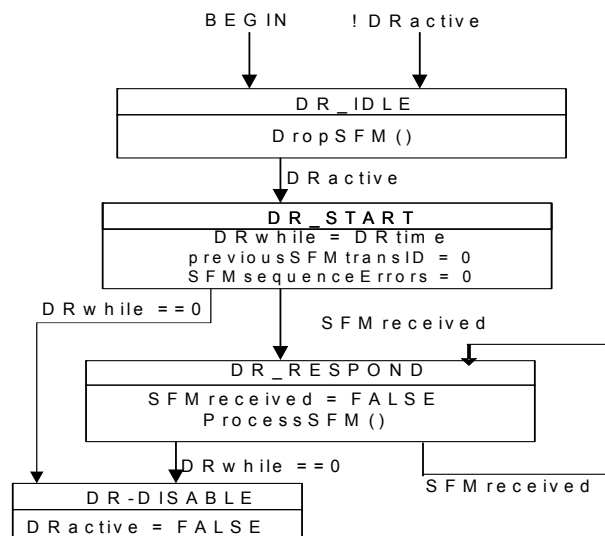 BEGIN
! DRactive
DR_IDLE
DropSFM()
DRactive
DR_START
DRwhile = DRtime
previousSFMtransID = 0
SFMsequenceErrors = 0
DRwhile ==0
SFMreceived
DR_RESPOND
SFMreceived = FALSE
ProcessSFM()
DRwhile ==0
SFMreceived
DR-DISABLE
DRactive = FALSE